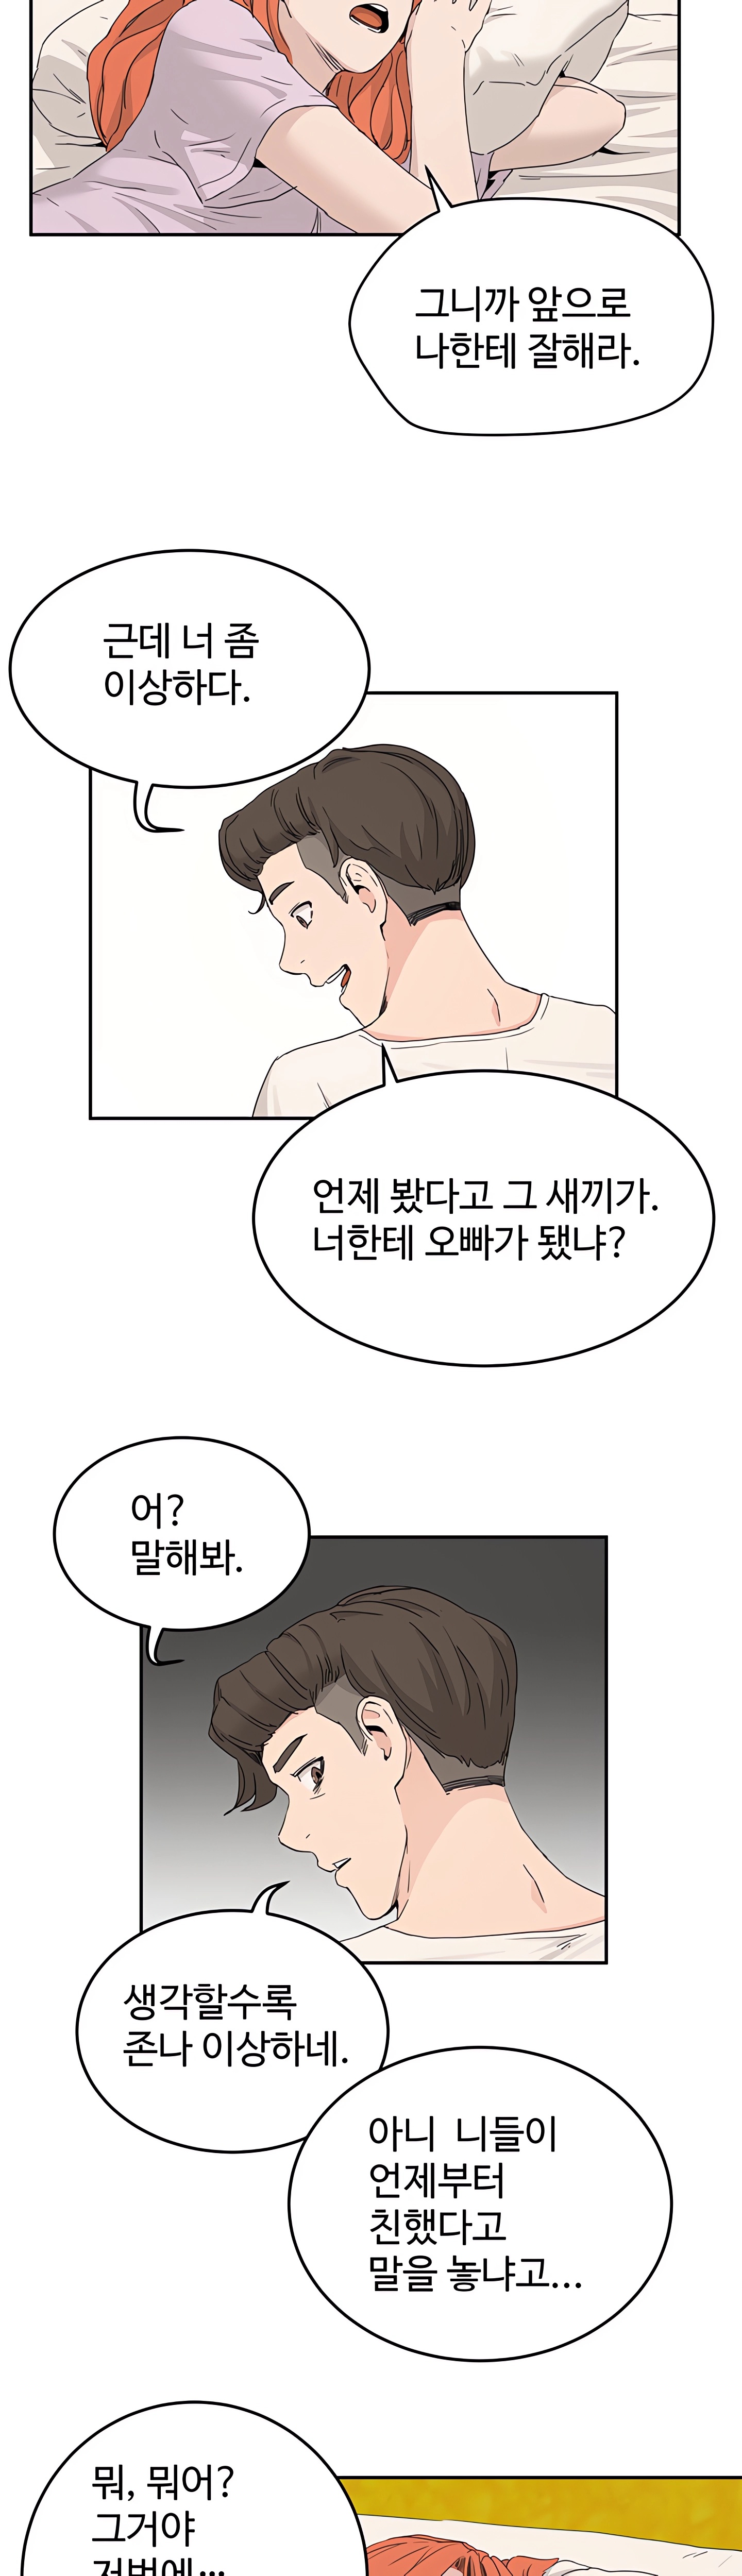 그니까 앞으로
나한테 잘해라.
근데 너 좀
이상하다.
언제 봤다고 그 새끼가.
너한테 오빠가 됐냐?
어?
말해봐.
생각할수록
존나 이상하네.
아니 니들이
언제부터
친했다고
말을 놓냐고...
뭐, 뭐어?
그거야
저번에...